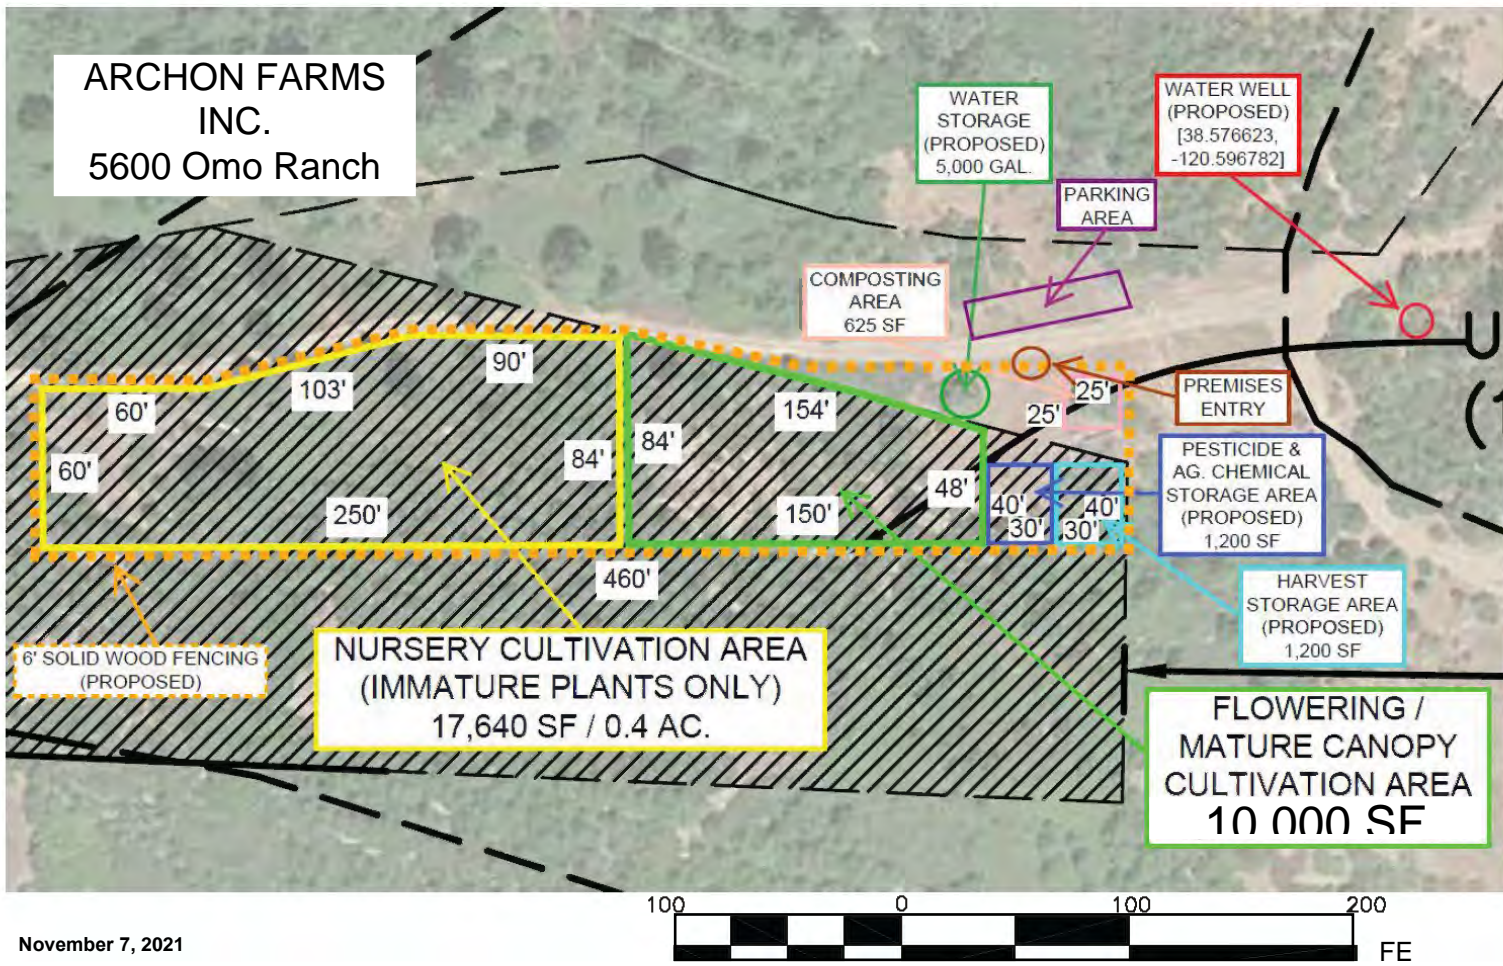 ARCHON FARMS
INC.
5600 Omo Ranch
WATER
STORAGE
(PROPOSED)
5,000 GAL.
WATER WELL
(PROPOSED)
[38.576623,
-120.596782]
PARKING
AREA
COMPOSTING
AREA
625 SF
PREMISES
ENTRY
PESTICIDE &
AG. CHEMICAL
STORAGE AREA
(PROPOSED)
1,200 SF
HARVEST
STORAGE AREA
(PROPOSED)
1,200 SF
60'
103'
90'
60'
84'
250'
84'
154'
48'
150'
25'
25'
40'
30'
40'
30'
460'
6' SOLID WOOD FENCING
(PROPOSED)
NURSERY CULTIVATION AREA
(IMMATURE PLANTS ONLY)
17,640 SF / 0.4 AC.
FLOWERING /
MATURE CANOPY
CULTIVATION AREA
10,000 SF
U
(1
November 7, 2021
100 0 100 200
FE